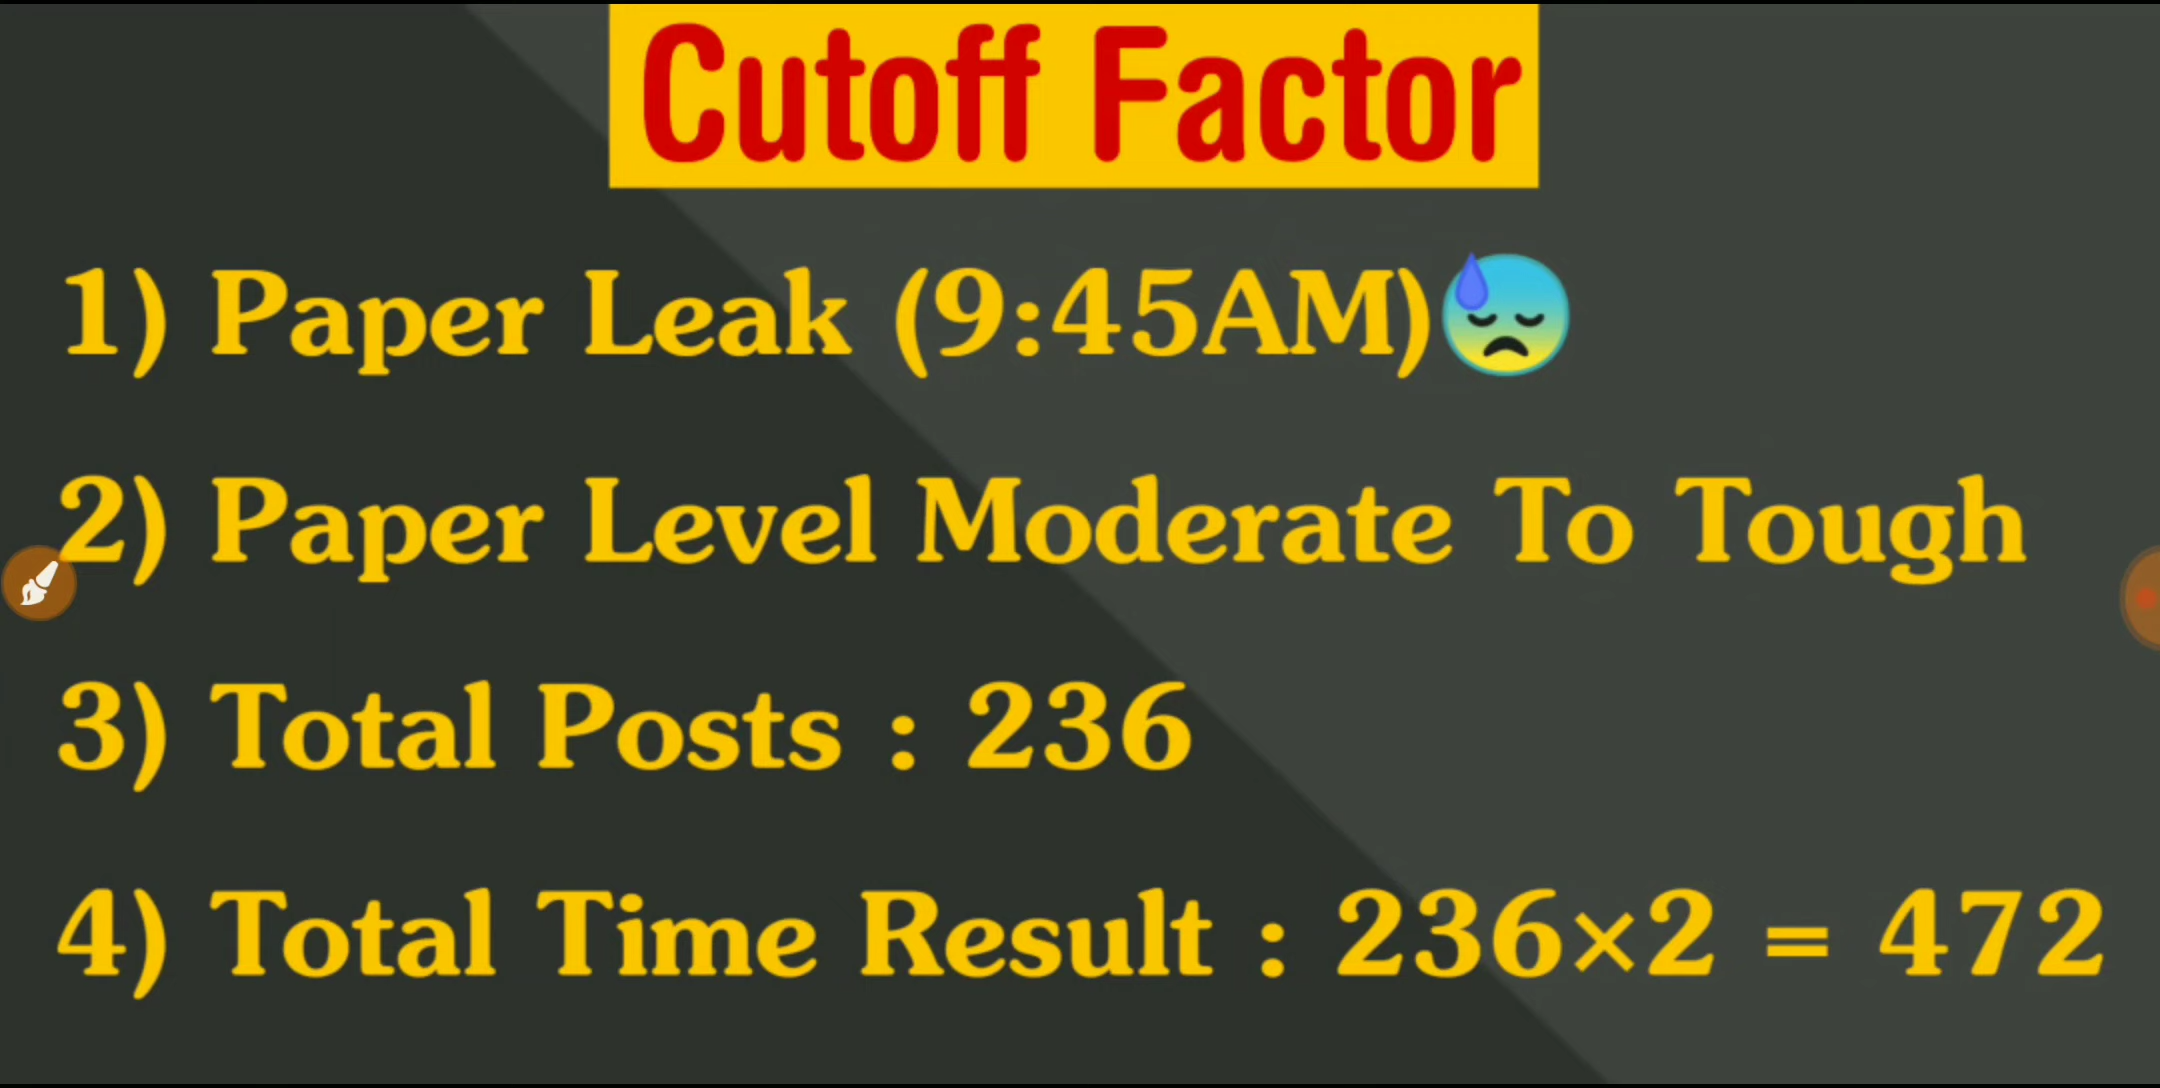 Cutoff Factor
1) Paper Leak (9:45AM)😓
2) Paper Level Moderate To Tough
3) Total Posts : 236
4) Total Time Result : 236×2 = 472